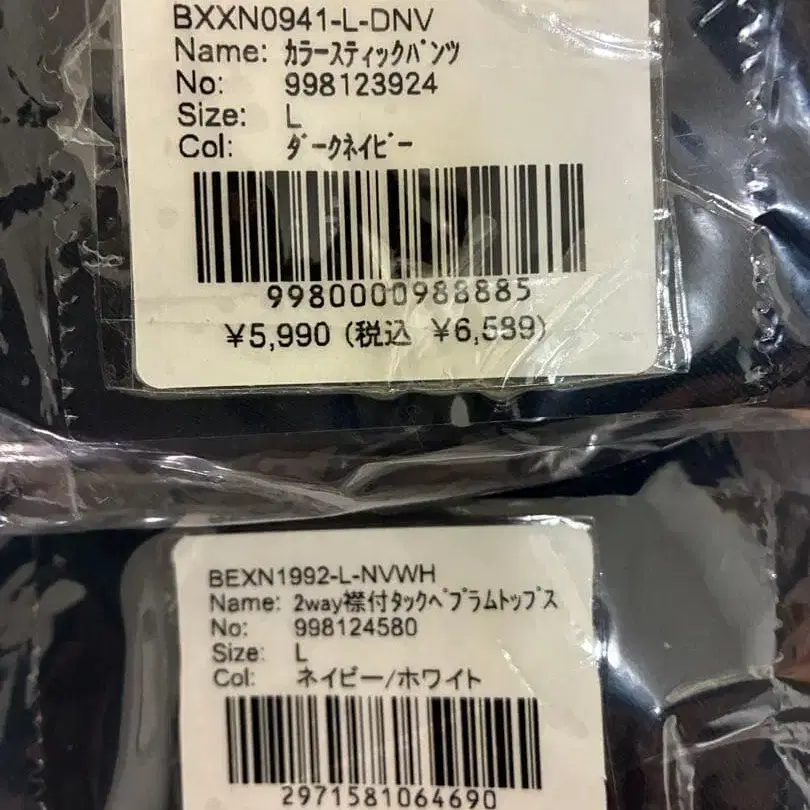 BXXN0941-L-DNV
Name: ｶﾗｰｽﾃｨｯｸﾊﾟﾝﾂ
No: 998123924
Size: L
Col: ﾀﾞｰｸﾈｲﾋﾞｰ
9980000988885
¥5,990 (税込 ¥6,589)
BEXN1992-L-NVWH
Name: 2way襟付ﾀｯｸﾍﾟﾌﾟﾗﾑﾄｯﾌﾟｽ
No: 998124580
Size: L
Col: ネイビー/ホワイト
2971581064690